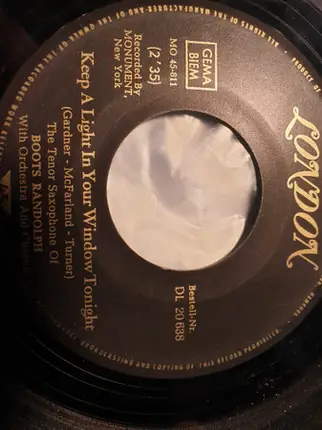 LONDON
GEMA
BIEM
MO 45-811
(2'35)
Recorded By
MONUMENT,
New York
Bestell-Nr.
DL 20 638
Keep A Light In Your Window Tonight
(Gardner - McFarland - Turner)
The Tenor Saxophone Of
BOOTS RANDOLPH
With Orchestra And